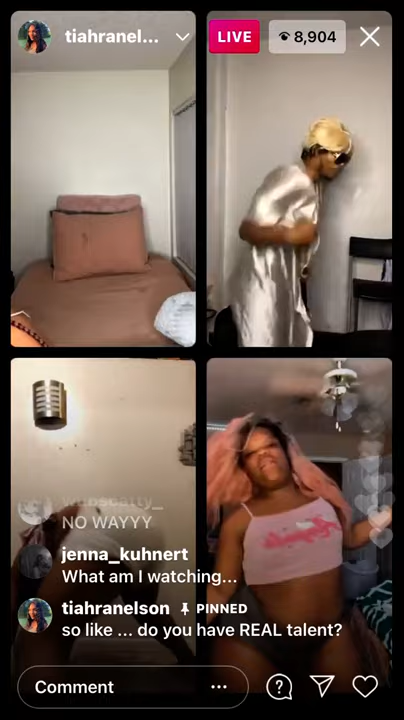 tiahranel...
LIVE
8,904
NO WAYYY
jenna_kuhnert
What am I watching...
tiahranelson PINNED
so like ... do you have REAL talent?
Comment